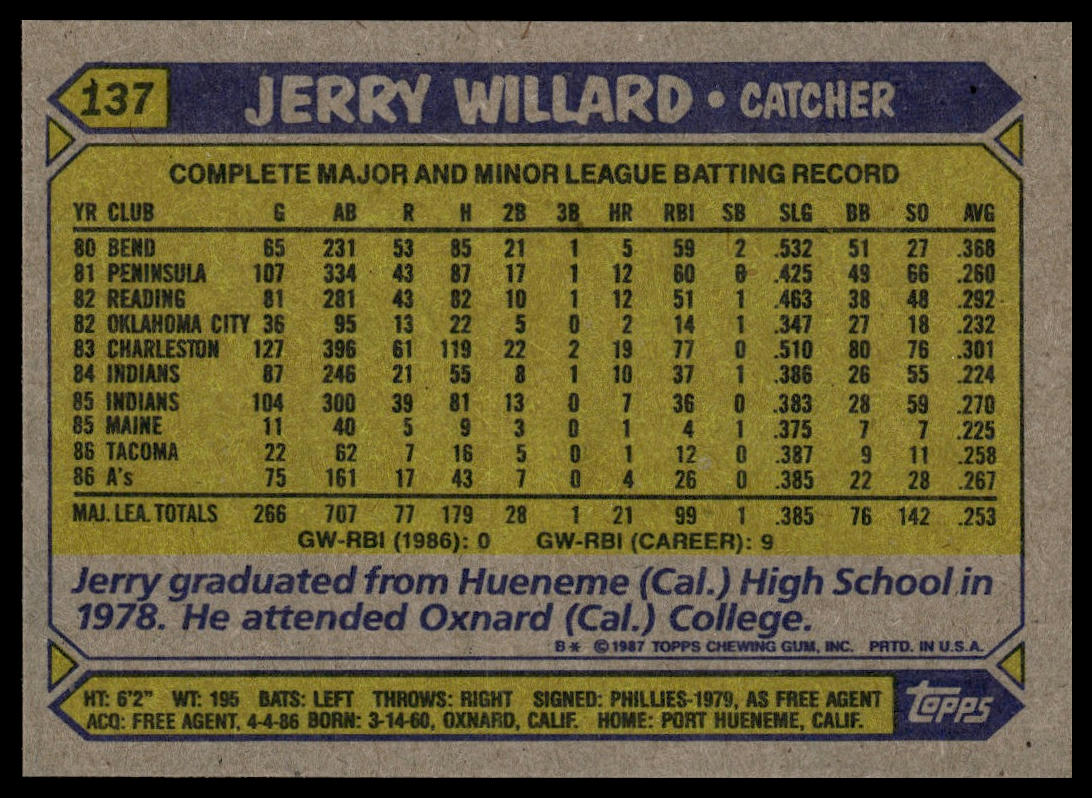 137 JERRY WILLARD • CATCHER
COMPLETE MAJOR AND MINOR LEAGUE BATTING RECORD
YR CLUB G AB R H 2B 3B HR RBI SB SLG BB SO AVG
80 BEND 65 231 53 85 21 1 5 59 2 .532 51 27 .368
81 PENINSULA 107 334 43 87 17 1 12 60 0 .425 49 66 .260
82 READING 81 281 43 82 10 1 12 51 1 .463 38 48 .292
82 OKLAHOMA CITY 36 95 13 22 5 0 2 14 1 .347 27 18 .232
83 CHARLESTON 127 396 61 119 22 2 19 77 0 .510 80 76 .301
84 INDIANS 87 246 21 55 8 1 10 37 1 .386 26 55 .224
85 INDIANS 104 300 39 81 13 0 7 36 0 .383 28 59 .270
85 MAINE 11 40 5 9 3 0 1 4 1 .375 7 7 .225
86 TACOMA 22 62 7 16 5 0 1 12 0 .387 9 11 .258
86 A's 75 161 17 43 7 0 4 26 0 .385 22 28 .267
MAJ. LEA. TOTALS 266 707 77 179 28 1 21 99 1 .385 76 142 .253
GW-RBI (1986): 0 GW-RBI (CAREER): 9
Jerry graduated from Hueneme (Cal.) High School in
1978. He attended Oxnard (Cal.) College.
B* ©1987 TOPPS CHEWING GUM, INC. PRTD. IN U.S.A.
HT: 6'2" WT: 195 BATS: LEFT THROWS: RIGHT SIGNED: PHILLIES-1979, AS FREE AGENT
ACQ: FREE AGENT, 4-4-86 BORN: 3-14-60, OXNARD, CALIF. HOME: PORT HUENEME, CALIF.
Topps